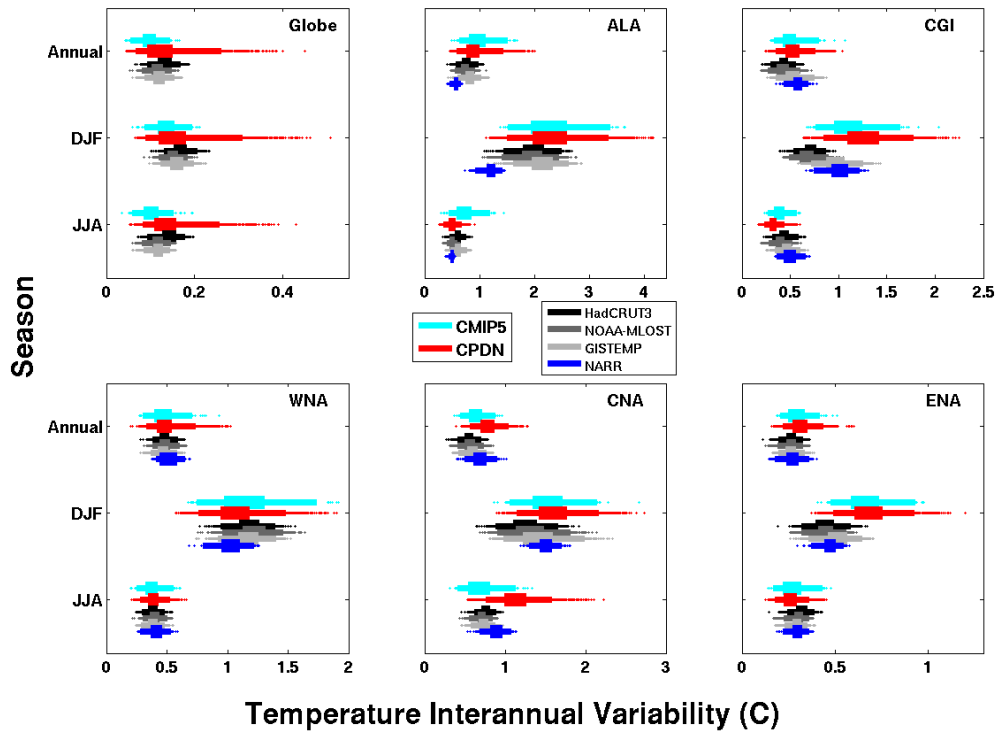 Globe
ALA
CGI
Annual
DJF
JJA
0
0.2
0.4
0
1
2
3
4
0
0.5
1
1.5
2
2.5
Season
CMIP5
CPDN
HadCRUT3
NOAA-MLOST
GISTEMP
NARR
WNA
CNA
ENA
Annual
DJF
JJA
0
0.5
1
1.5
2
0
1
2
3
0
0.5
1
Temperature Interannual Variability (C)